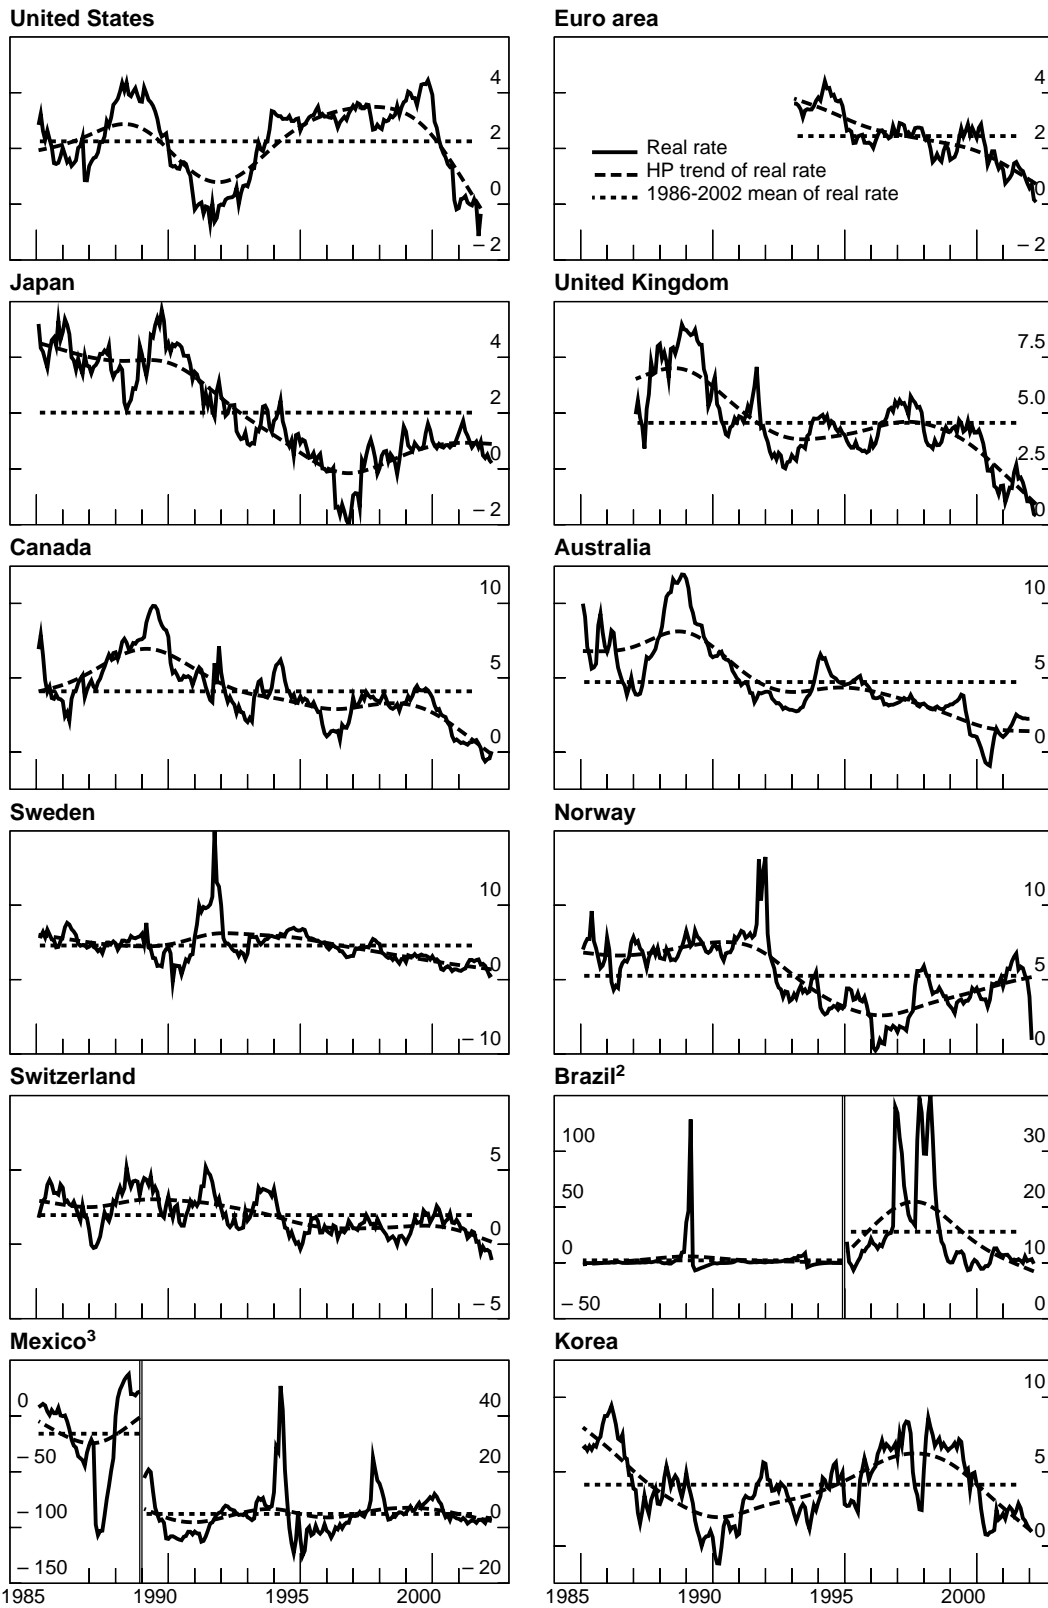 United States
Euro area
4
2
0
– 2
4
2
0
– 2
Real rate
HP trend of real rate
1986-2002 mean of real rate
Japan
United Kingdom
4
2
0
– 2
7.5
5.0
2.5
0
Canada
Australia
10
5
0
10
5
0
Sweden
Norway
10
0
– 10
10
5
0
Switzerland
Brazil²
5
0
– 5
100
50
0
– 50
30
20
10
0
Mexico³
Korea
0
– 50
– 100
– 150
40
20
0
– 20
10
5
0
1985 1990 1995 2000
1985 1990 1995 2000